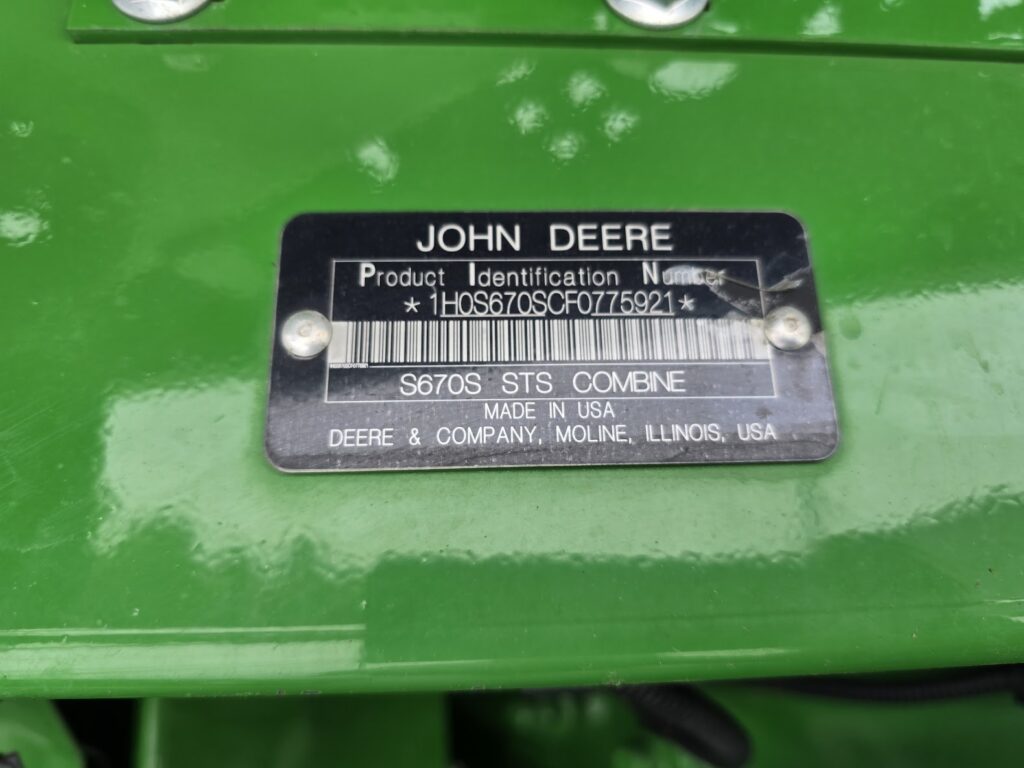 JOHN DEERE
Product Identification Number
*1H0S670SCF0775921*
S670S STS COMBINE
MADE IN USA
DEERE & COMPANY, MOLINE, ILLINOIS, USA